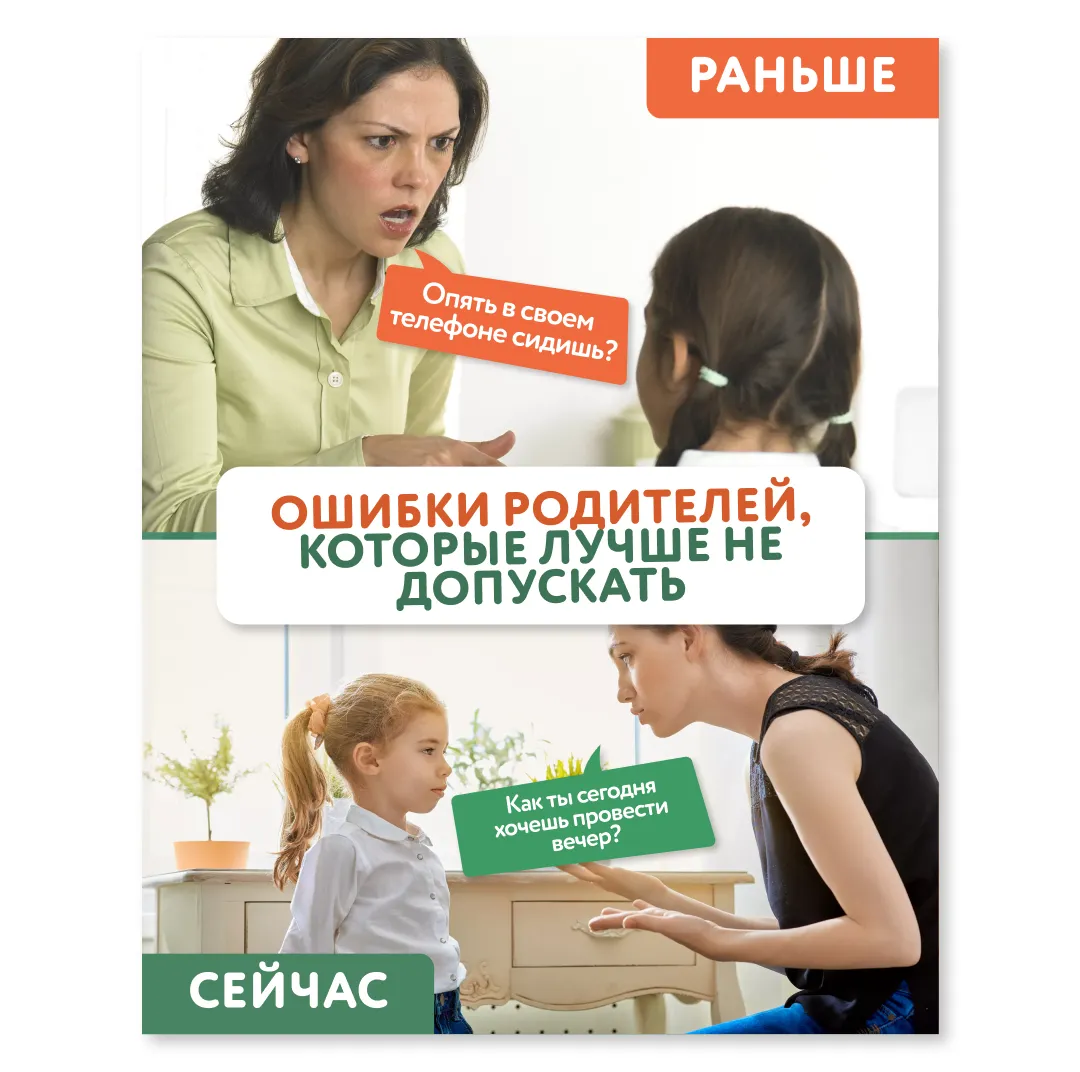 РАНЬШЕ
Опять в своем
телефоне сидишь?
ОШИБКИ РОДИТЕЛЕЙ,
КОТОРЫЕ ЛУЧШЕ НЕ
ДОПУСКАТЬ
Как ты сегодня
хочешь провести
вечер?
СЕЙЧАС